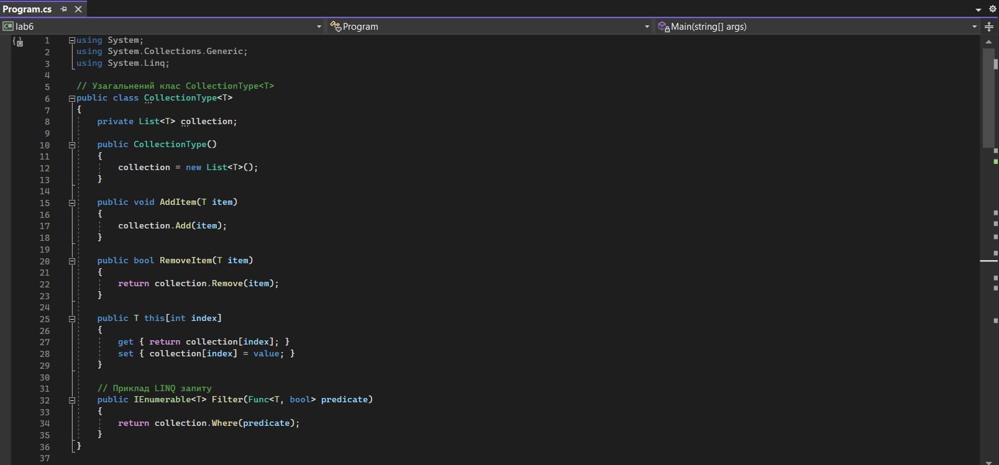 Program.cs
C# lab6
Program
Main(string[] args)
1 using System;
2 using System.Collections.Generic;
3 using System.Linq;
4
5 // Узагальнений клас CollectionType<T>
6 public class CollectionType<T>
7 {
8 private List<T> collection;
9
10 public CollectionType()
11 {
12 collection = new List<T>();
13 }
14
15 public void AddItem(T item)
16 {
17 collection.Add(item);
18 }
19
20 public bool RemoveItem(T item)
21 {
22 return collection.Remove(item);
23 }
24
25 public T this[int index]
26 {
27 get { return collection[index]; }
28 set { collection[index] = value; }
29 }
30
31 // Приклад LINQ запиту
32 public IEnumerable<T> Filter(Func<T, bool> predicate)
33 {
34 return collection.Where(predicate);
35 }
36 }
37